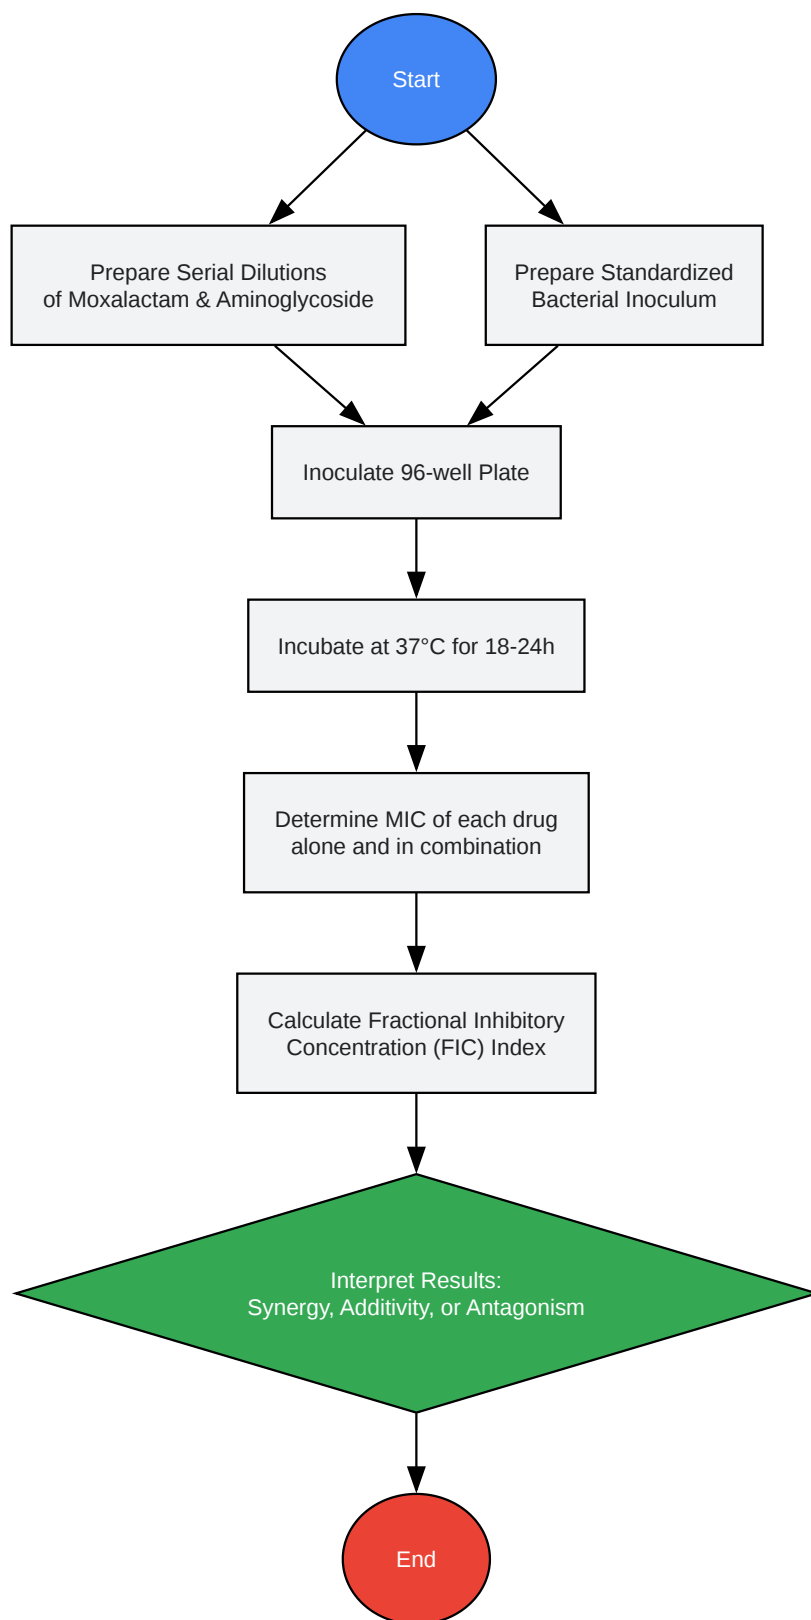 Start
Prepare Serial Dilutions
of Moxalactam & Aminoglycoside
Prepare Standardized
Bacterial Inoculum
Inoculate 96-well Plate
Incubate at 37°C for 18-24h
Determine MIC of each drug
alone and in combination
Calculate Fractional Inhibitory
Concentration (FIC) Index
Interpret Results:
Synergy, Additivity, or Antagonism
End